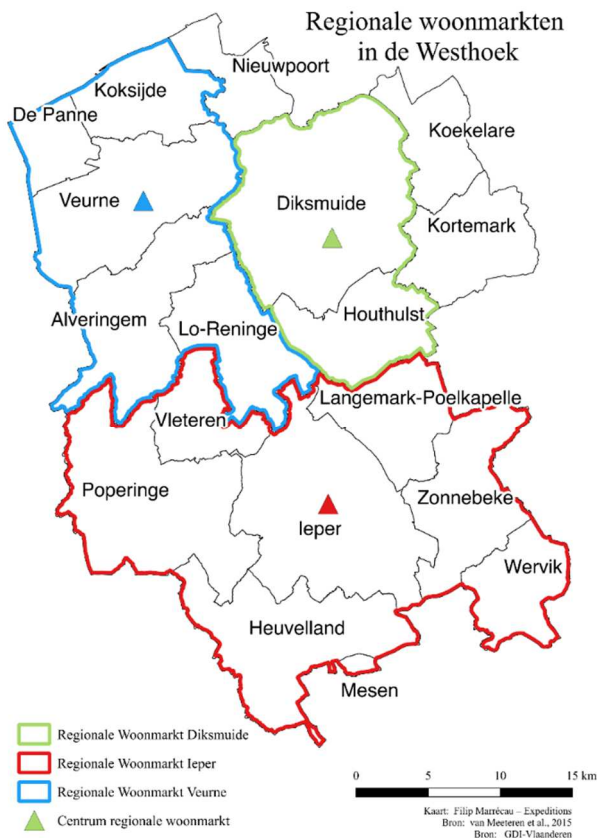 Regionale woonmarkten
in de Westhoek
Nieuwpoort
Koksijde
De Panne
Koekelare
Veurne
Diksmuide
Kortemark
Alveringem
Lo-Reninge
Houthulst
Langemark-Poelkapelle
Vleteren
Poperinge
Zonnebeke
Ieper
Wervik
Heuvelland
Mesen
Regionale Woonmarkt Diksmuide
Regionale Woonmarkt Ieper
Regionale Woonmarkt Veurne
Centrum regionale woonmarkt
0 5 10 15 km
Kaart: Filip Marrécau – Expeditions
Bron: van Meeteren et al., 2015
Bron: GDI-Vlaanderen